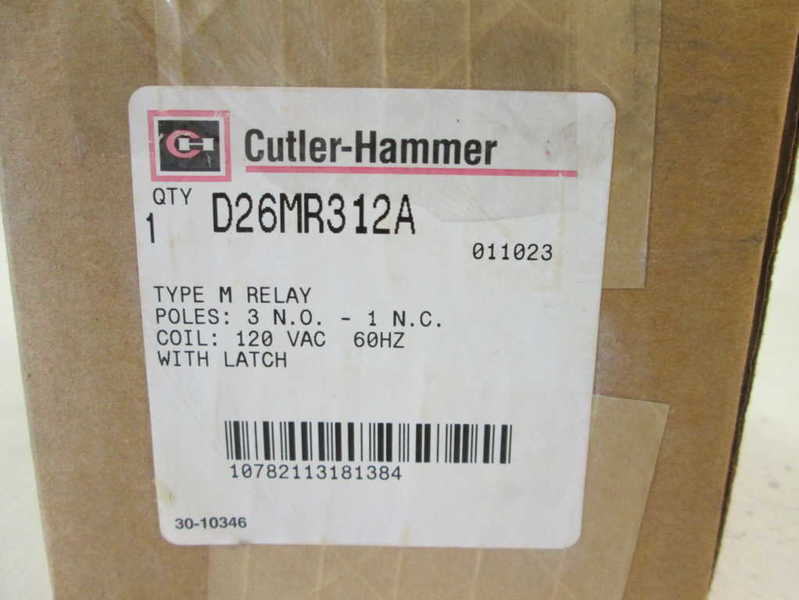 CH Cutler-Hammer
QTY
1 D26MR312A
011023
TYPE M RELAY
POLES: 3 N.O. - 1 N.C.
COIL: 120 VAC 60HZ
WITH LATCH
10782113181384
30-10346